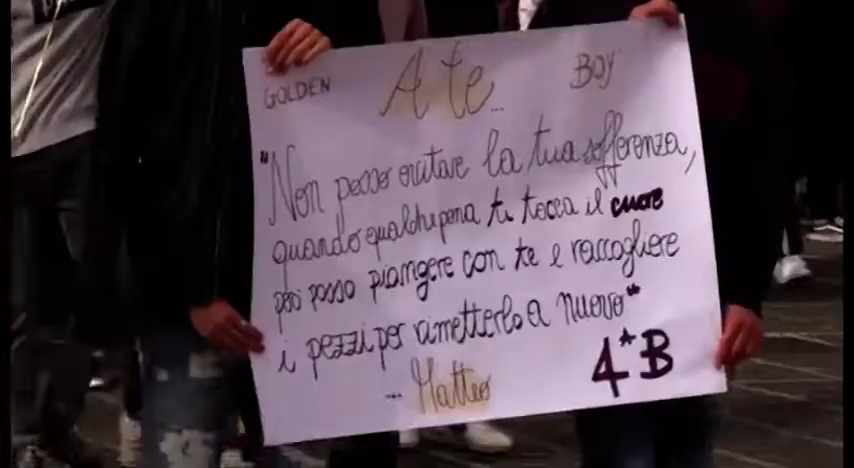 GOLDEN A te... BOY
"Non posso evitare la tua sofferenza,
quando qualche pena ti tocca il cuore
però posso piangere con te e raccogliere
i pezzi per rimetterlo a nuovo"
-- Matteo
4*B